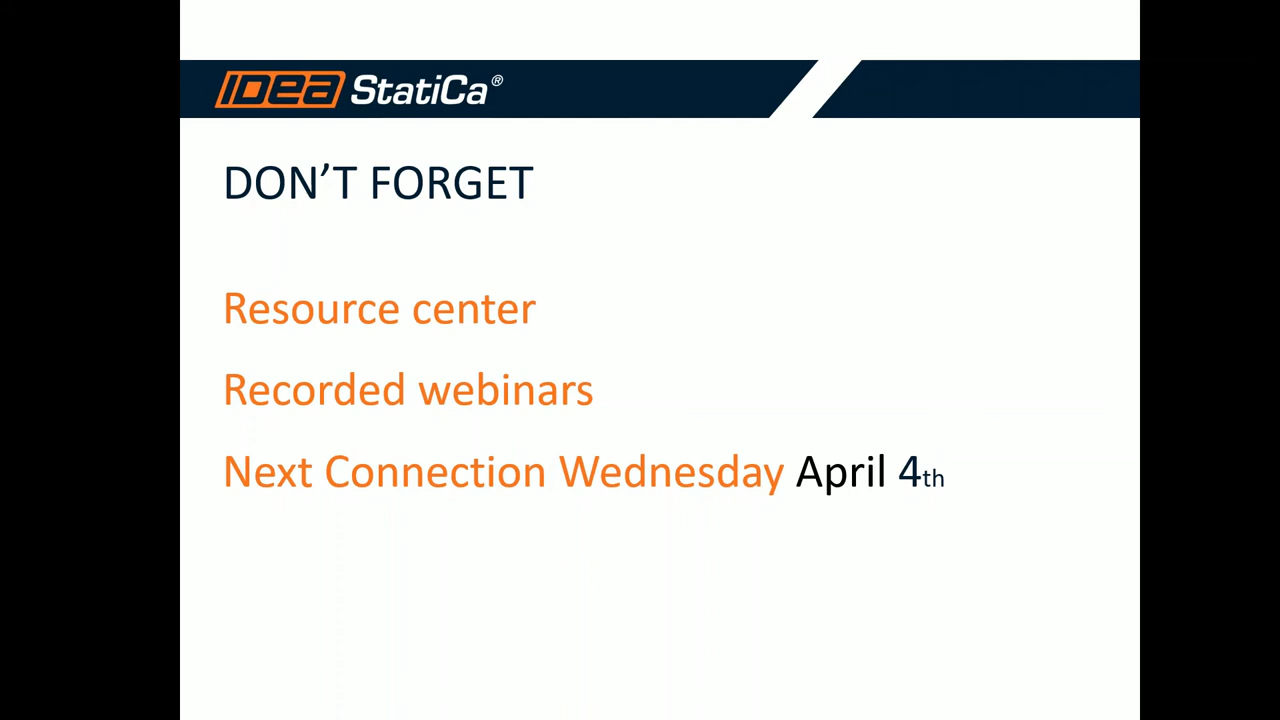 IDEA StatiCa®
DON'T FORGET
Resource center
Recorded webinars
Next Connection Wednesday April 4th